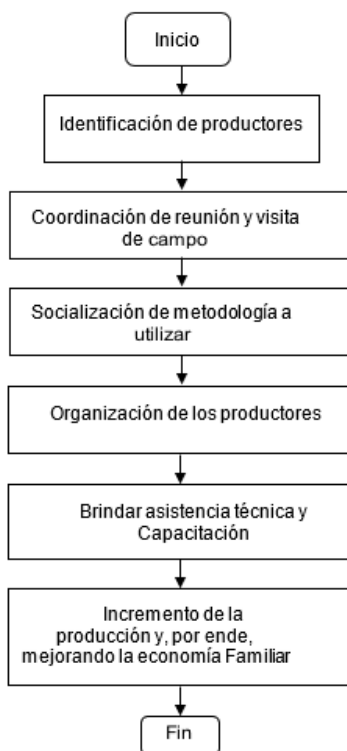 Inicio
Identificación de productores
Coordinación de reunión y visita
de campo
Socialización de metodología a
utilizar
Organización de los productores
Brindar asistencia técnica y
Capacitación
Incremento de la
producción y, por ende,
mejorando la economía Familiar
Fin